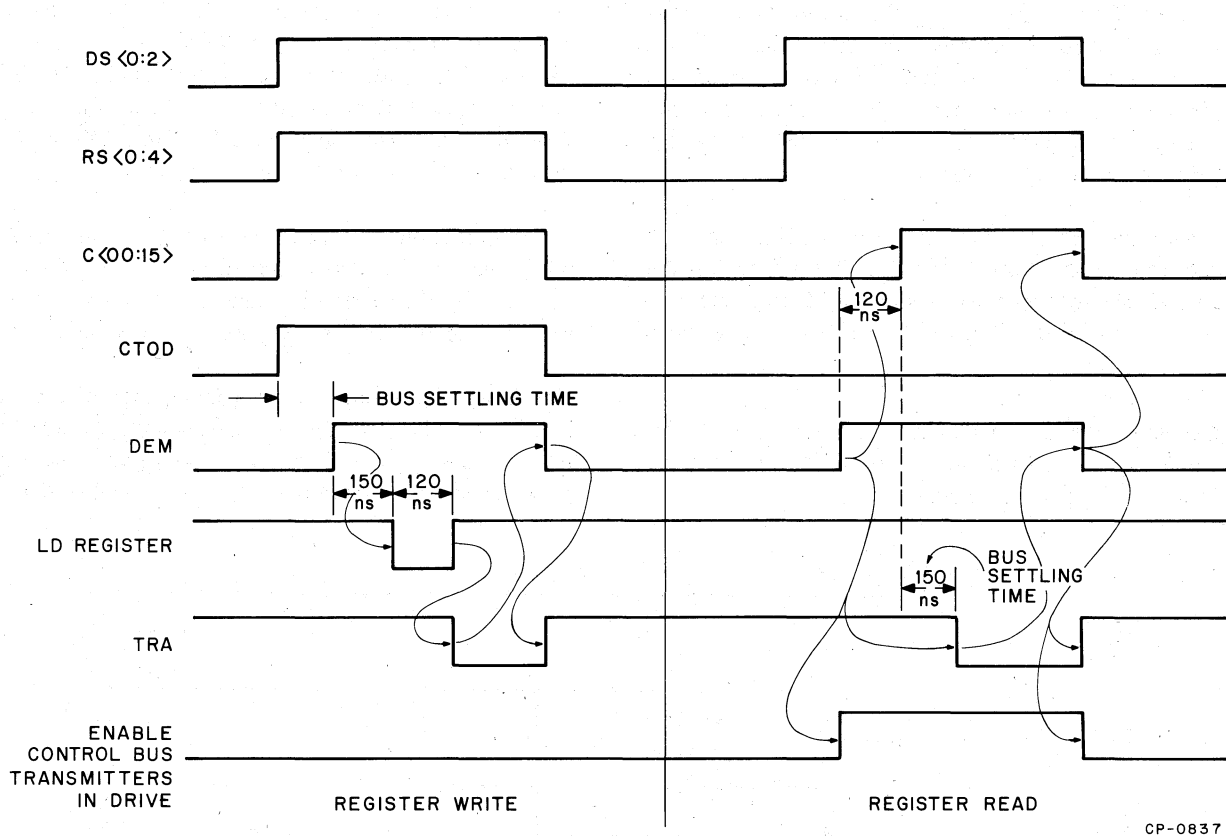 DS<0:2>
RS<0:4>
C<00:15>
120
ns
CTOD
BUS SETTLING TIME
DEM
150
ns
120
ns
LD REGISTER
BUS
SETTLING
TIME
150
ns
TRA
ENABLE
CONTROL BUS
TRANSMITTERS
IN DRIVE
REGISTER WRITE
REGISTER READ
CP-0837